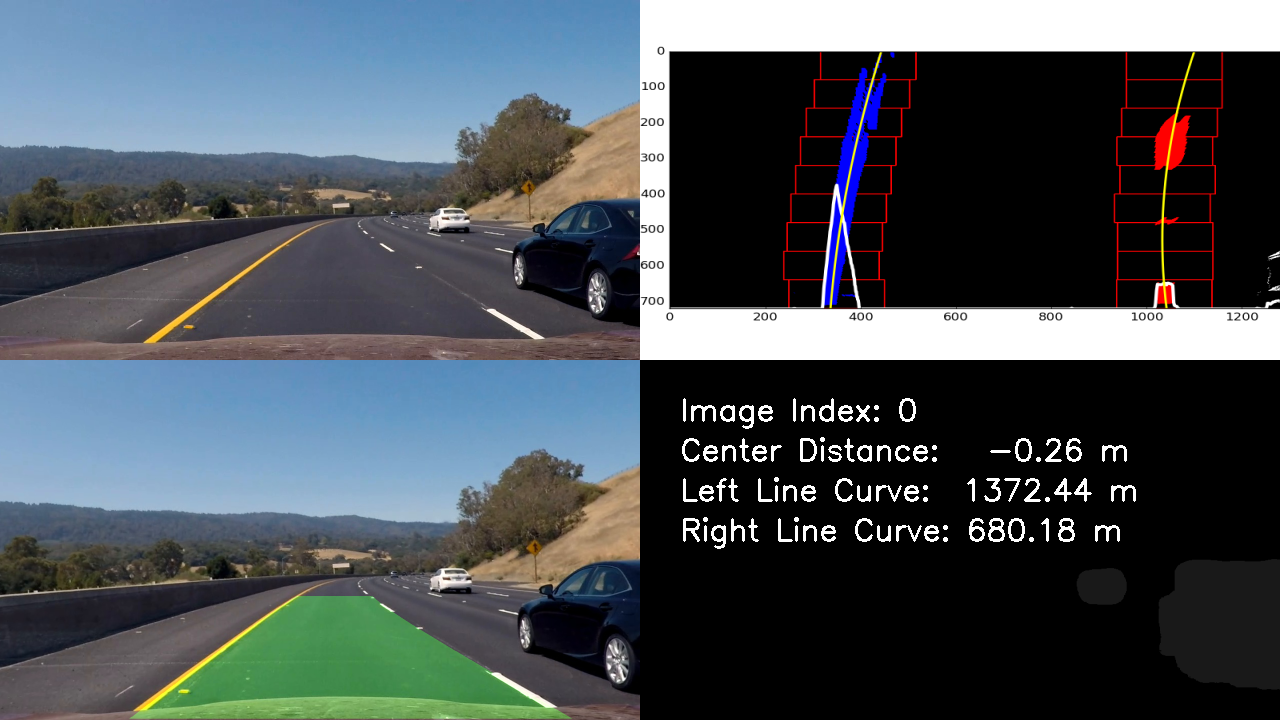 0
100
200
300
400
500
600
700
0 200 400 600 800 1000 1200
Image Index: 0
Center Distance: −0.26 m
Left Line Curve: 1372.44 m
Right Line Curve: 680.18 m